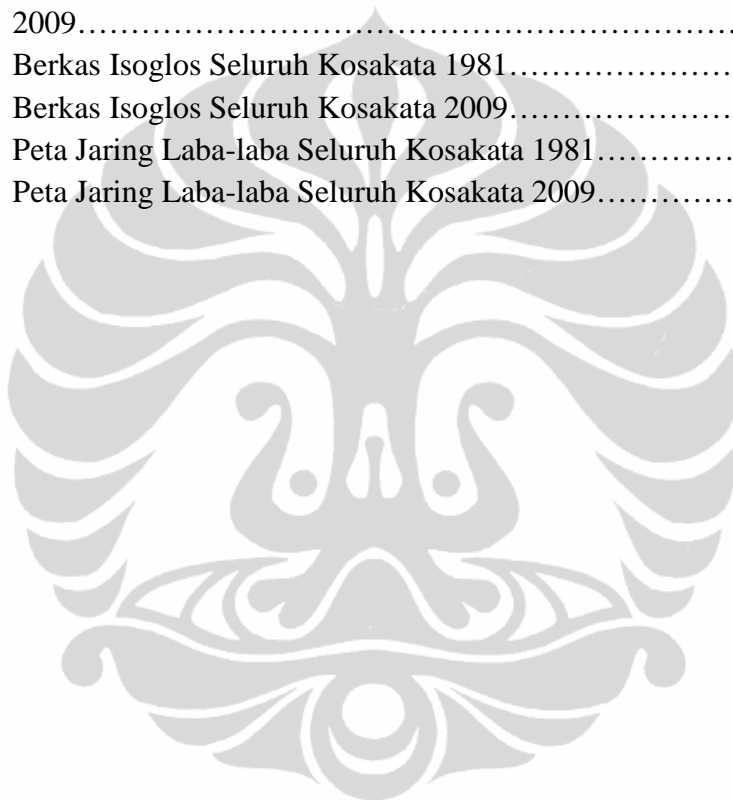 2009……………………………………………………………
Berkas Isoglos Seluruh Kosakata 1981……………………
Berkas Isoglos Seluruh Kosakata 2009……………………
Peta Jaring Laba-laba Seluruh Kosakata 1981……………
Peta Jaring Laba-laba Seluruh Kosakata 2009……………